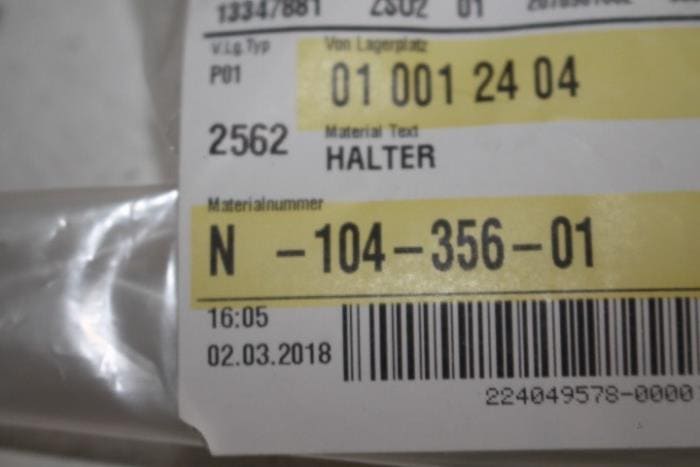 13347881 ZS02 01
V.Lg.Typ Von Lagerplatz
P01 01 001 24 04
Material Text
2562 HALTER
Materialnummer
N -104-356-01
16:05
02.03.2018
224049578-0000